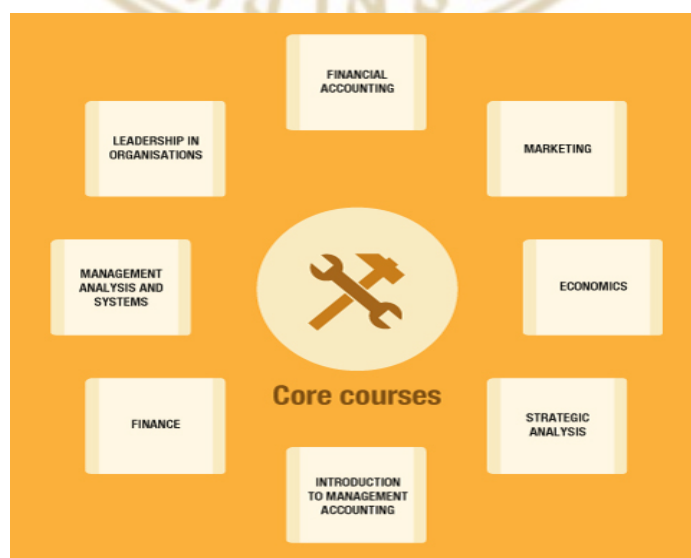 FINANCIAL
ACCOUNTING
LEADERSHIP IN
ORGANISATIONS
MARKETING
MANAGEMENT
ANALYSIS AND
SYSTEMS
ECONOMICS
Core courses
FINANCE
STRATEGIC
ANALYSIS
INTRODUCTION
TO MANAGEMENT
ACCOUNTING